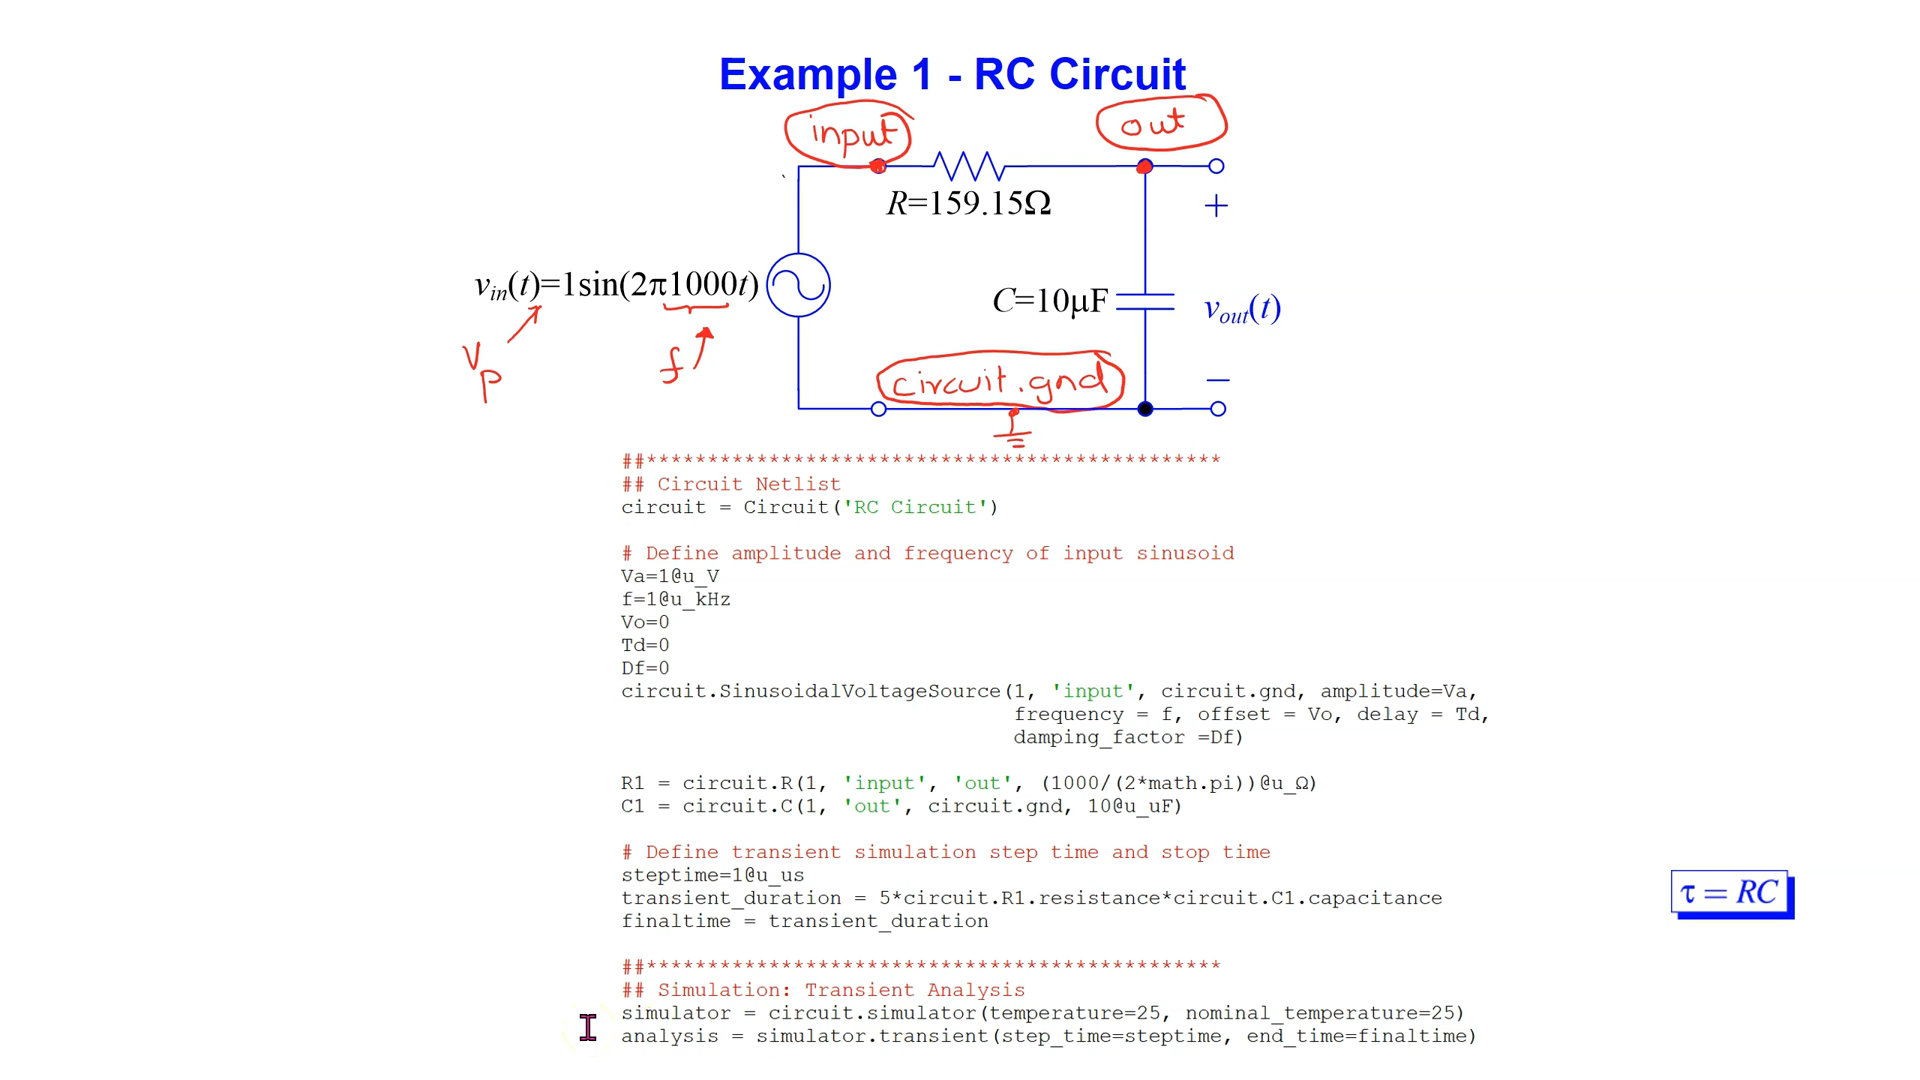 Example 1 - RC Circuit
input
out
R=159.15Ω
+
vin(t)=1sin(2π1000t)
C=10μF
vout(t)
Vp
f
circuit.gnd
−
##***********************************************
## Circuit Netlist
circuit = Circuit('RC Circuit')
# Define amplitude and frequency of input sinusoid
Va=1@u_V
f=1@u_kHz
Vo=0
Td=0
Df=0
circuit.SinusoidalVoltageSource(1, 'input', circuit.gnd, amplitude=Va,
frequency = f, offset = Vo, delay = Td,
damping_factor =Df)
R1 = circuit.R(1, 'input', 'out', (1000/(2*math.pi))@u_Ω)
C1 = circuit.C(1, 'out', circuit.gnd, 10@u_uF)
# Define transient simulation step time and stop time
steptime=1@u_us
transient_duration = 5*circuit.R1.resistance*circuit.C1.capacitance
finaltime = transient_duration
τ = RC
##***********************************************
## Simulation: Transient Analysis
simulator = circuit.simulator(temperature=25, nominal_temperature=25)
analysis = simulator.transient(step_time=steptime, end_time=finaltime)